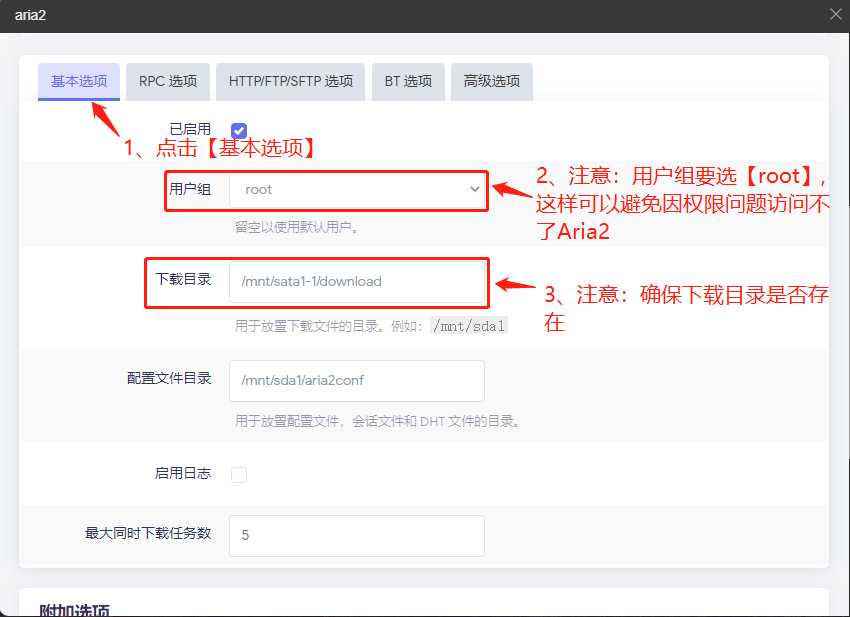 aria2
基本选项 RPC 选项 HTTP/FTP/SFTP 选项 BT 选项 高级选项
已启用
1、点击【基本选项】
用户组 root
2、注意：用户组要选【root】,
这样可以避免因权限问题访问不
了Aria2
留空以使用默认用户。
下载目录 /mnt/sata1-1/download
3、注意：确保下载目录是否存
在
用于放置下载文件的目录。例如： /mnt/sda1
配置文件目录 /mnt/sda1/aria2conf
用于放置配置文件，会话文件和 DHT 文件的目录。
启用日志
最大同时下载任务数 5
附加选项